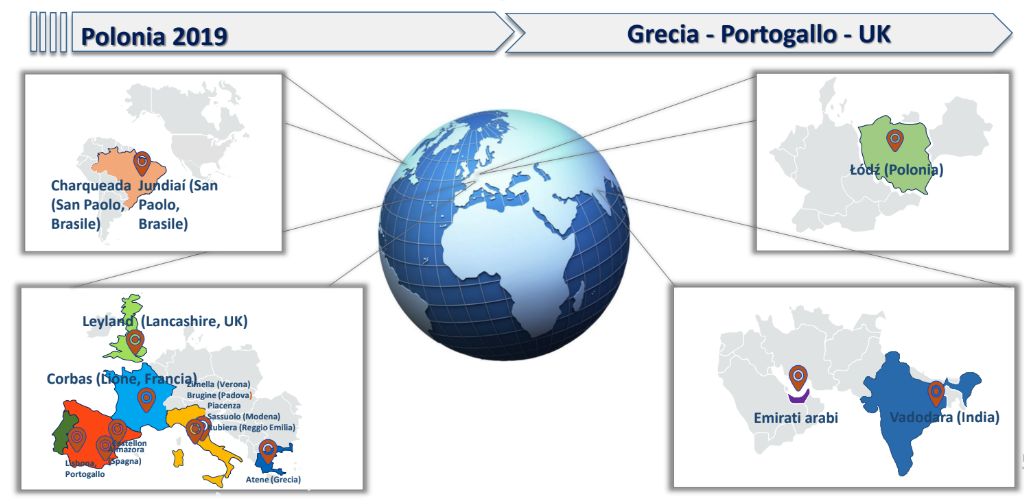 Polonia 2019
Grecia - Portogallo - UK
Charqueada
(San Paolo,
Brasile)
Jundiaí (San
Paolo,
Brasile)
Łódź (Polonia)
Leyland (Lancashire, UK)
Corbas (Lione, Francia)
Zimella (Verona)
Brugine (Padova)
Piacenza
Sassuolo (Modena)
Rubiera (Reggio Emilia)
Castellon
Almazora
(Spagna)
Lisbona,
Portogallo
Atene (Grecia)
Emirati arabi
Vadodara (India)